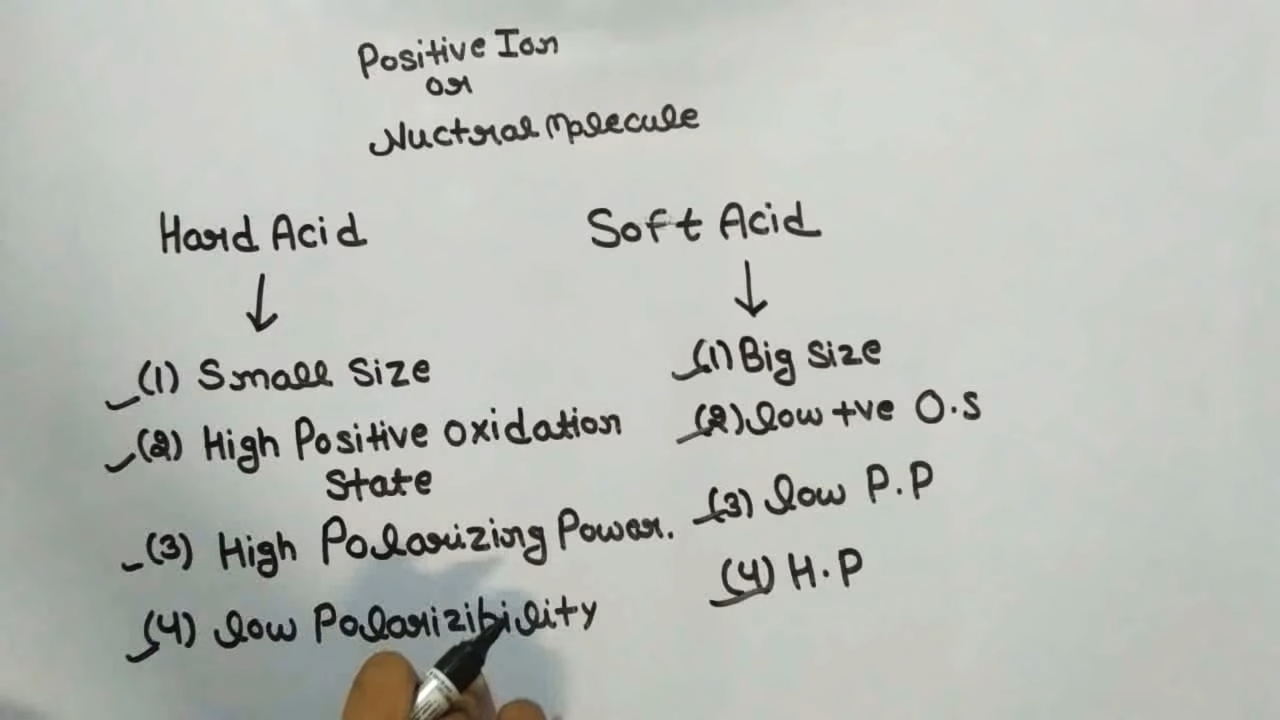 Positive Ion
or
Nuctral Molecule
Hard Acid
(1) Small Size
(2) High Positive Oxidation
State
(3) High Polarizing Power.
(4) low Polarizibility
Soft Acid
(1) Big Size
(2) low +ve O.S
(3) low P.P
(4) H.P